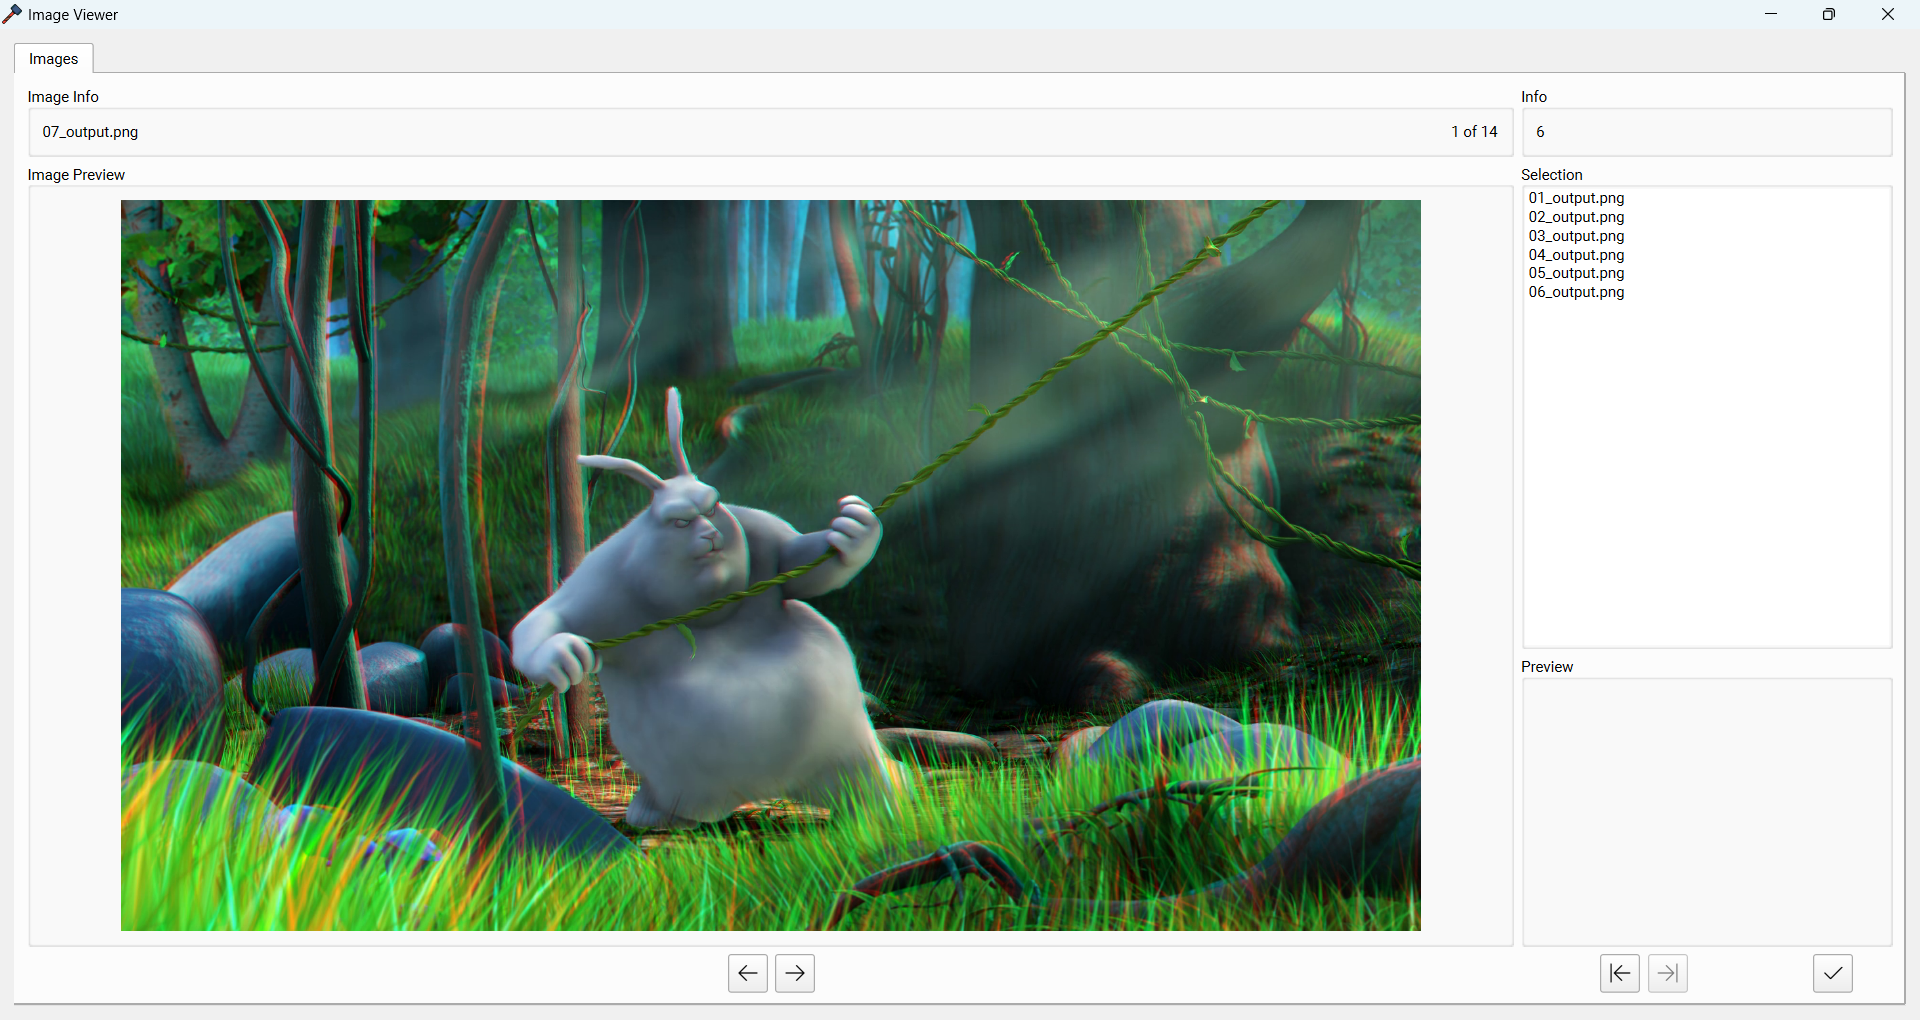 Image Viewer
Images
Image Info
07_output.png
1 of 14
Info
6
Image Preview
Selection
01_output.png
02_output.png
03_output.png
04_output.png
05_output.png
06_output.png
Preview